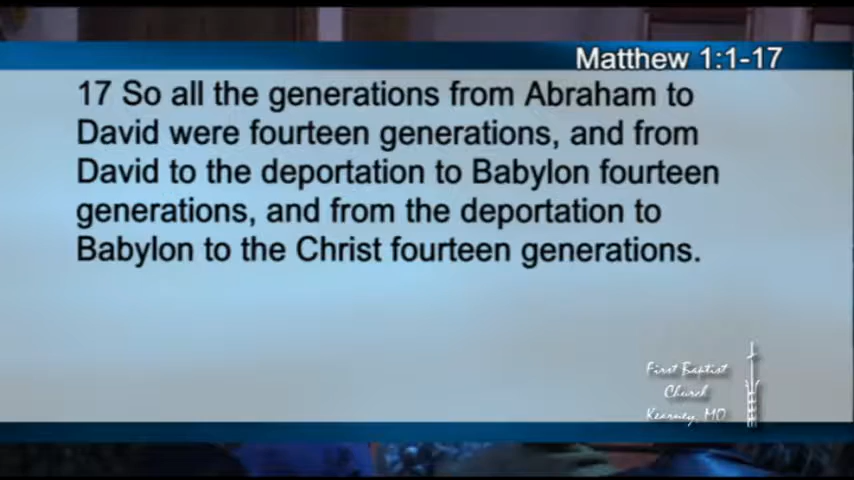 Matthew 1:1-17
17 So all the generations from Abraham to
David were fourteen generations, and from
David to the deportation to Babylon fourteen
generations, and from the deportation to
Babylon to the Christ fourteen generations.
First Baptist
Church
Kearney, MO